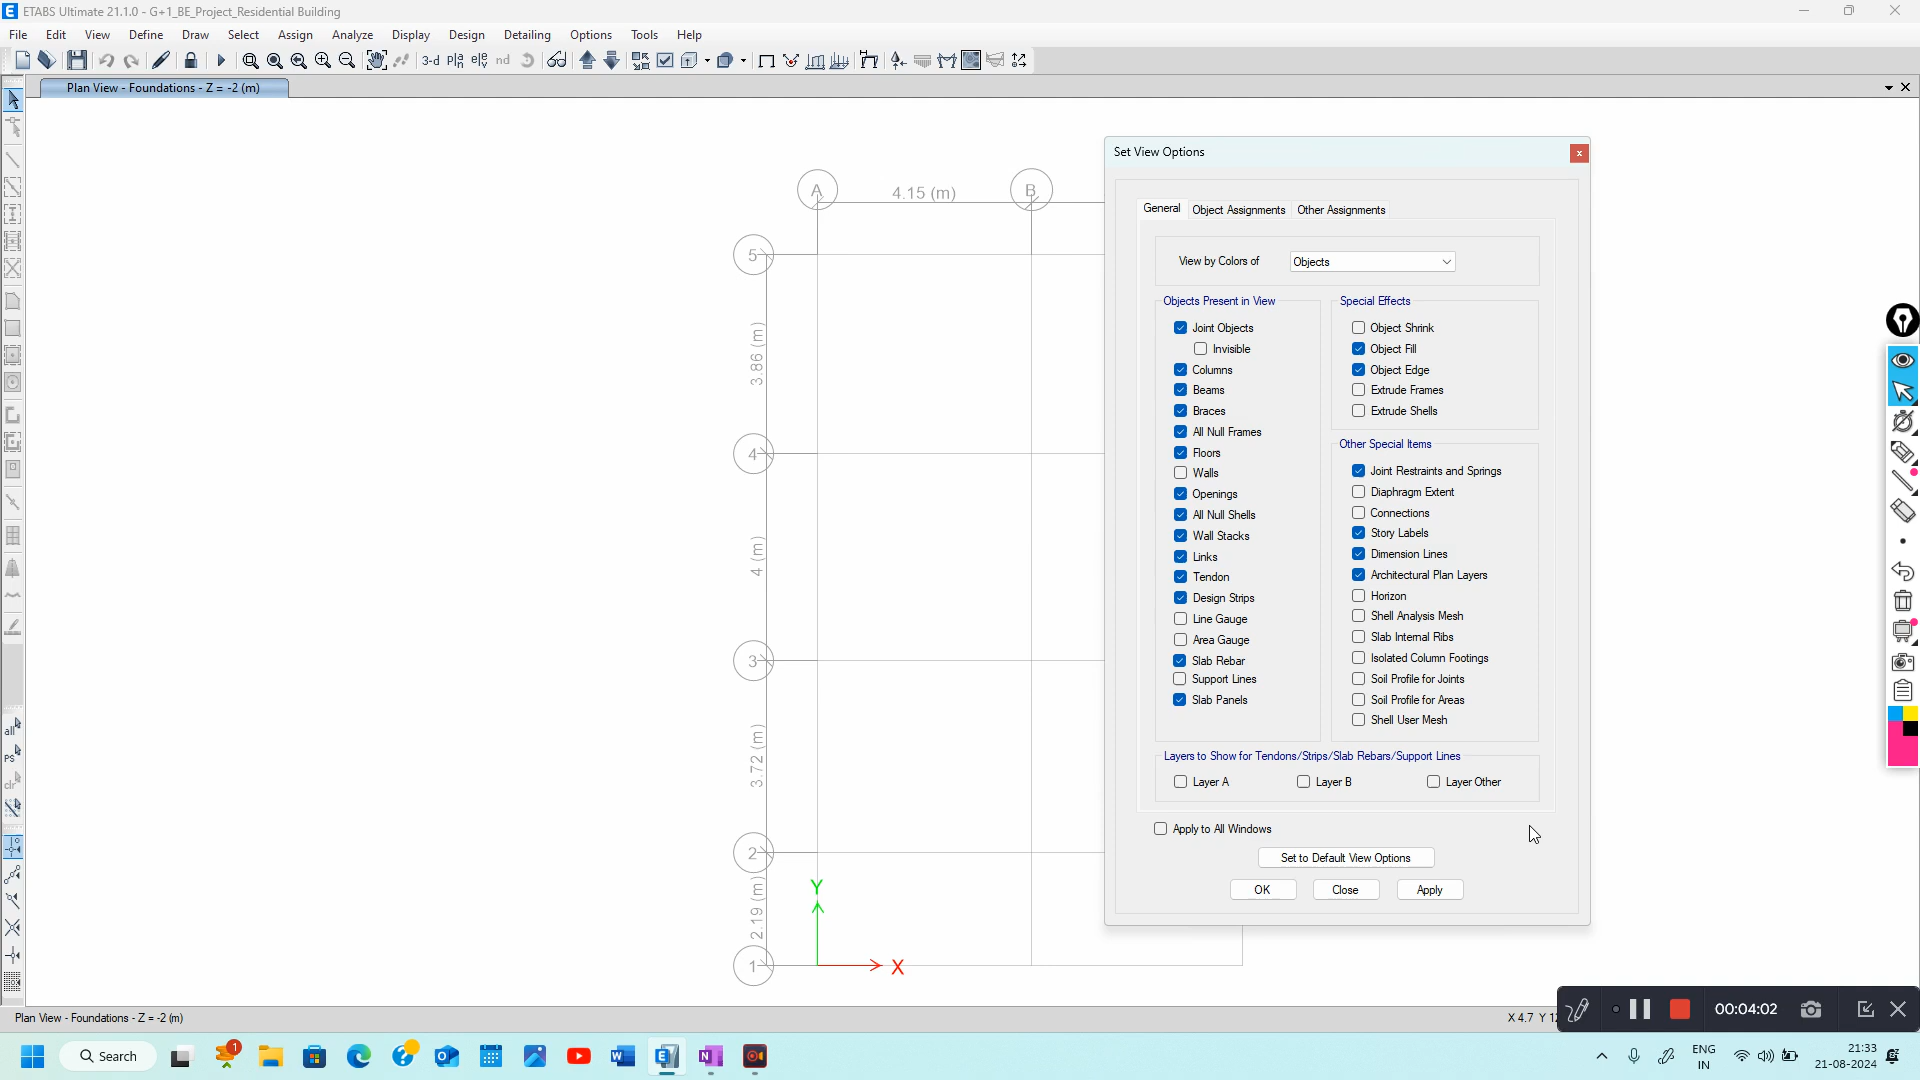 ETABS Ultimate 21.1.0 - G+1_BE_Project_Residential Building
File Edit View Define Draw Select Assign Analyze Display Design Detailing Options Tools Help
3-d nd
Plan View - Foundations - Z = -2 (m)
Set View Options
General Object Assignments Other Assignments
View by Colors of Objects
Objects Present in View
Joint Objects
Invisible
Columns
Beams
Braces
All Null Frames
Floors
Walls
Openings
All Null Shells
Wall Stacks
Links
Tendon
Design Strips
Line Gauge
Area Gauge
Slab Rebar
Support Lines
Slab Panels
Special Effects
Object Shrink
Object Fill
Object Edge
Extrude Frames
Extrude Shells
Other Special Items
Joint Restraints and Springs
Diaphragm Extent
Connections
Story Labels
Dimension Lines
Architectural Plan Layers
Horizon
Shell Analysis Mesh
Slab Internal Ribs
Isolated Column Footings
Soil Profile for Joints
Soil Profile for Areas
Shell User Mesh
Layers to Show for Tendons/Strips/Slab Rebars/Support Lines
Layer A Layer B Layer Other
Apply to All Windows
Set to Default View Options
OK Close Apply
A 4.15 (m) B
5
3.86 (m)
4
4 (m)
3
3.72 (m)
2
2.19 (m)
1
Y
X
all
PS
clr
Plan View - Foundations - Z = -2 (m)
X 4.7 Y 1
00:04:02
Search
1
ENG
IN
21:33
21-08-2024